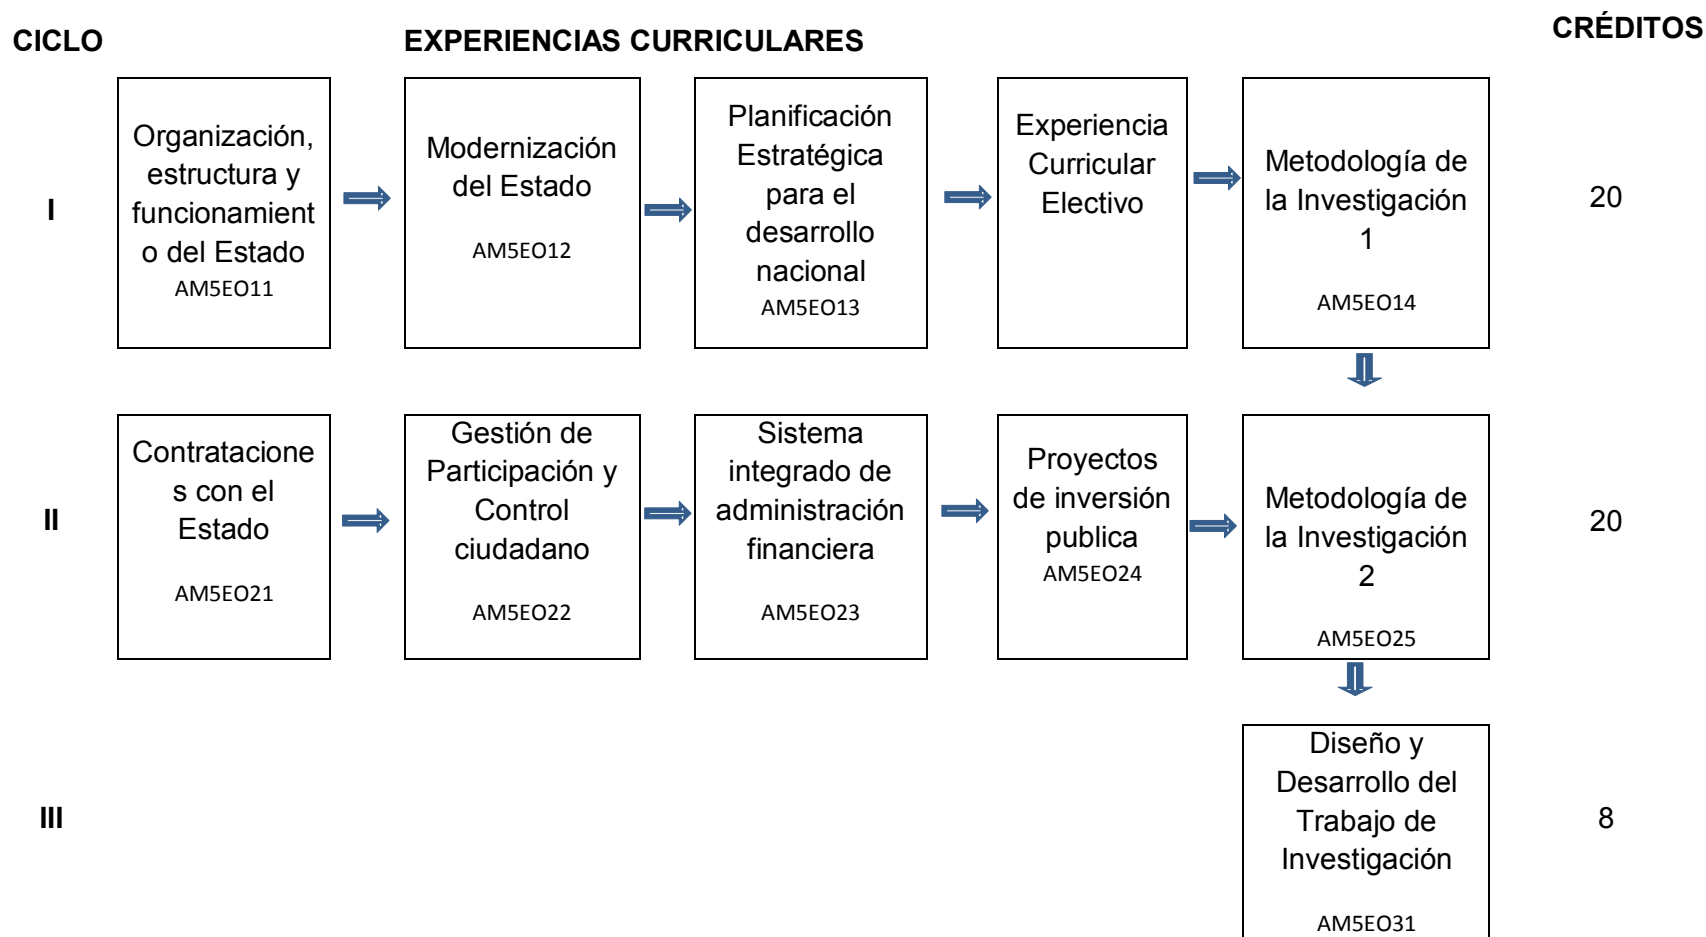 CICLO
EXPERIENCIAS CURRICULARES
CRÉDITOS
I
Organización,
estructura y
funcionamient
o del Estado
AM5EO11
Modernización
del Estado
AM5EO12
Planificación
Estratégica
para el
desarrollo
nacional
AM5EO13
Experiencia
Curricular
Electivo
Metodología de
la Investigación
1
AM5EO14
20
II
Contratacione
s con el
Estado
AM5EO21
Gestión de
Participación y
Control
ciudadano
AM5EO22
Sistema
integrado de
administración
financiera
AM5EO23
Proyectos
de inversión
publica
AM5EO24
Metodología de
la Investigación
2
AM5EO25
20
III
Diseño y
Desarrollo del
Trabajo de
Investigación
AM5EO31
8